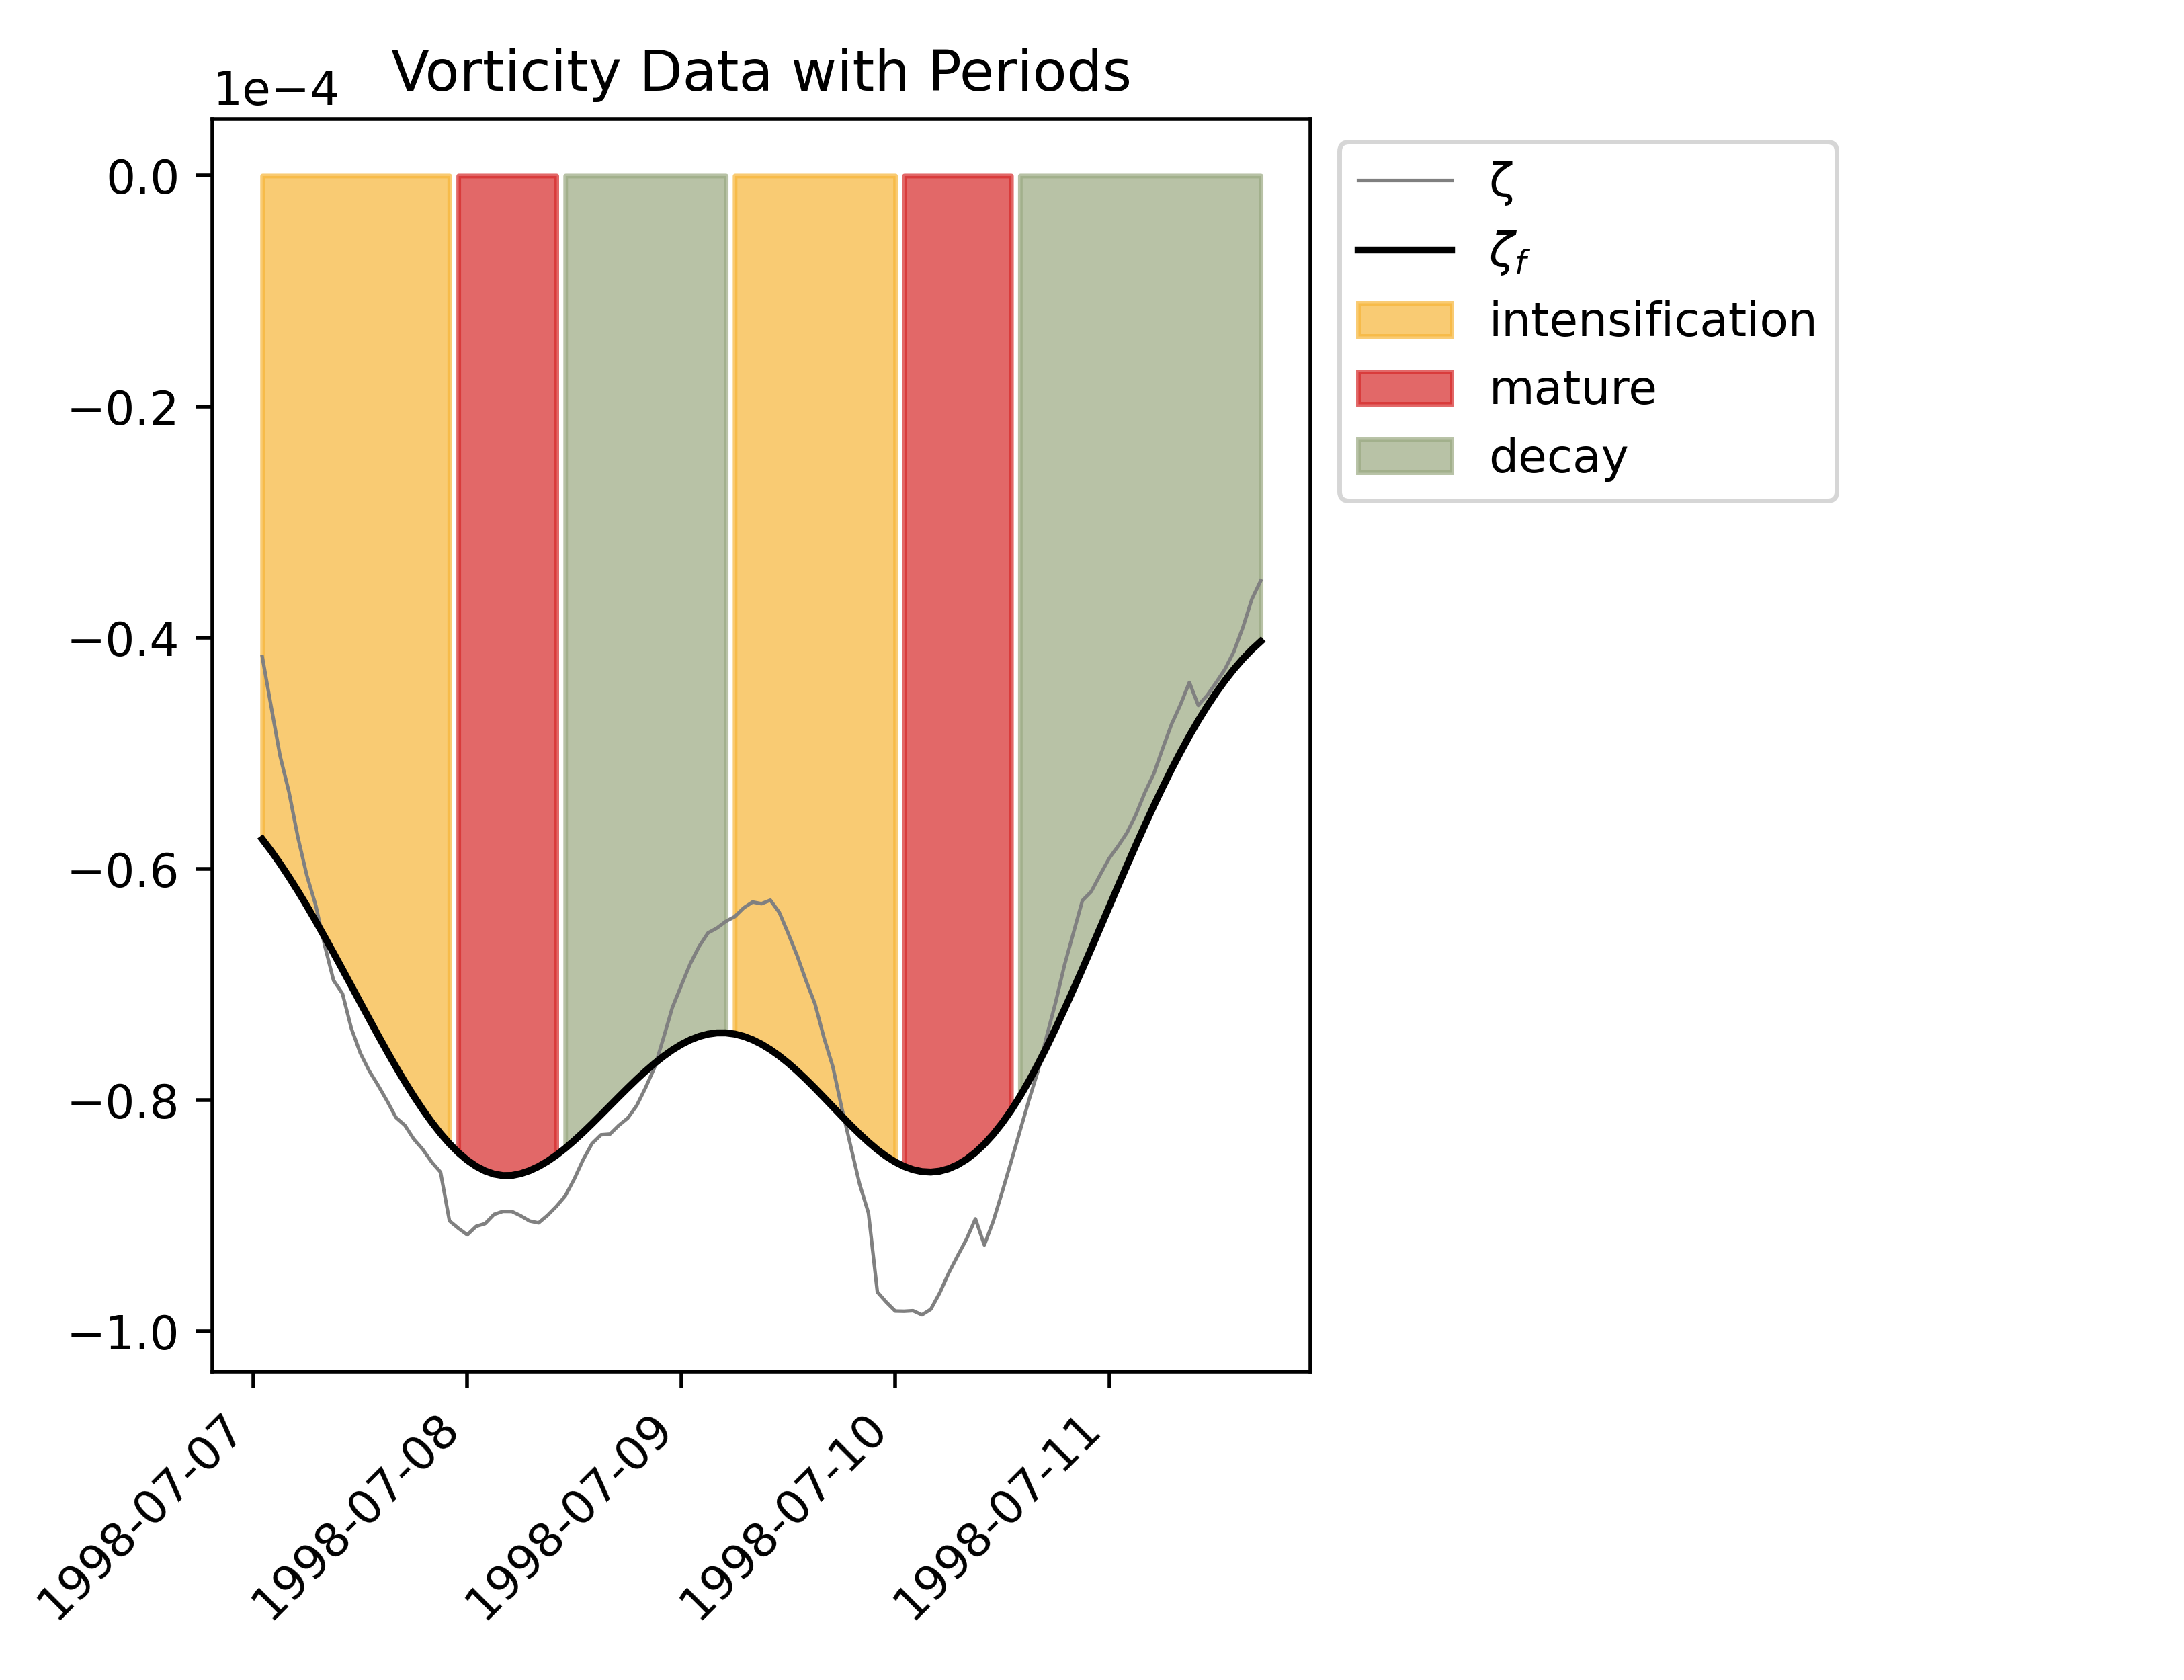 Vorticity Data with Periods
1e−4
0.0
−0.2
−0.4
−0.6
−0.8
−1.0
1998-07-07
1998-07-08
1998-07-09
1998-07-10
1998-07-11
ζ
ζf
intensification
mature
decay